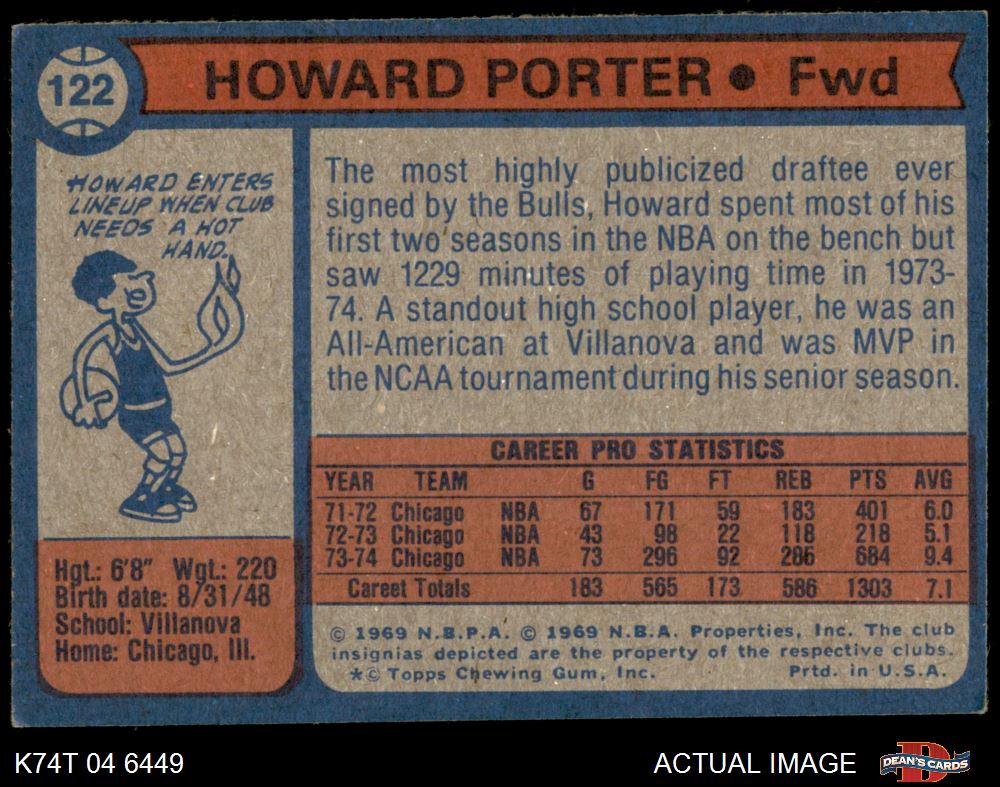 122
HOWARD PORTER • Fwd
HOWARD ENTERS
LINEUP WHEN CLUB
NEEDS A HOT
HAND.
The most highly publicized draftee ever
signed by the Bulls, Howard spent most of his
first two seasons in the NBA on the bench but
saw 1229 minutes of playing time in 1973-
74. A standout high school player, he was an
All-American at Villanova and was MVP in
the NCAA tournament during his senior season.
Hgt.: 6'8" Wgt.: 220
Birth date: 8/31/48
School: Villanova
Home: Chicago, Ill.
CAREER PRO STATISTICS
YEAR TEAM G FG FT REB PTS AVG
71-72 Chicago NBA 67 171 59 183 401 6.0
72-73 Chicago NBA 43 98 22 118 218 5.1
73-74 Chicago NBA 73 296 92 286 684 9.4
Career Totals 183 565 173 586 1303 7.1
© 1969 N.B.P.A. © 1969 N.B.A. Properties, Inc. The club
insignias depicted are the property of the respective clubs.
*© Topps Chewing Gum, Inc. Prtd. in U.S.A.
K74T 04 6449
ACTUAL IMAGE
DEAN'S CARDS